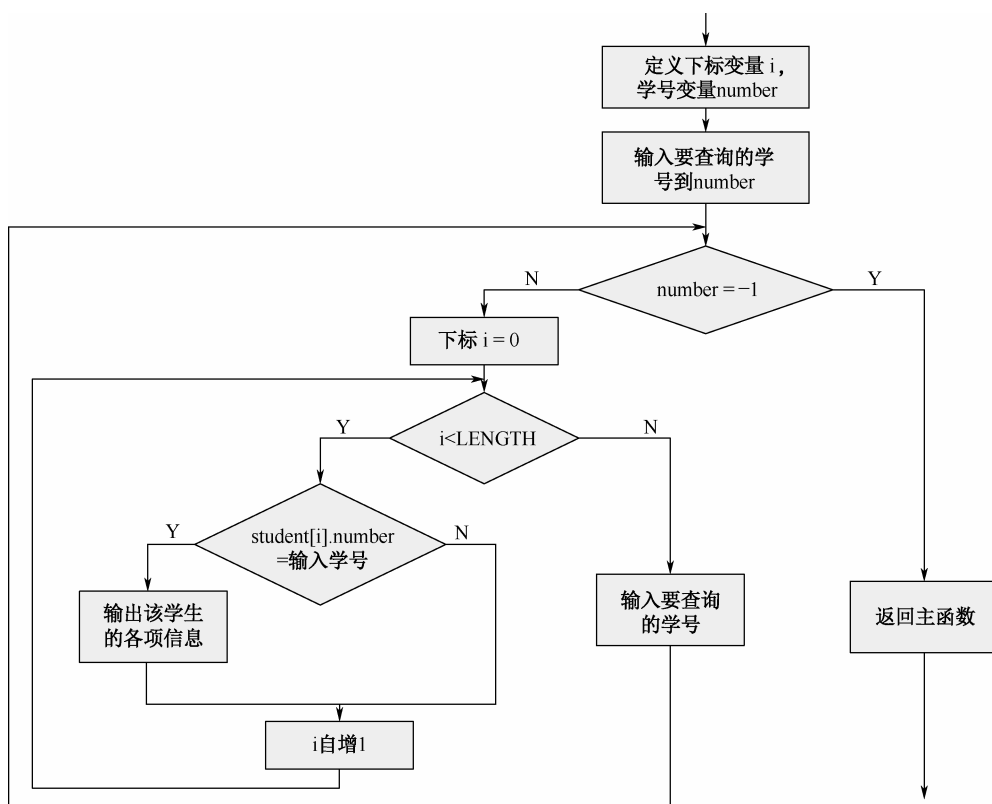 定义下标变量 i，
学号变量number
输入要查询的学
号到number
number = −1
N
Y
下标 i = 0
i<LENGTH
Y
N
student[i].number
=输入学号
Y
N
输出该学生
的各项信息
输入要查询
的学号
返回主函数
i自增1